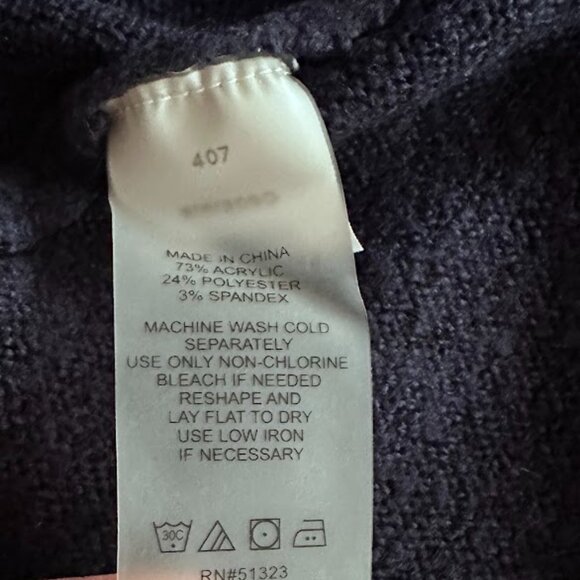 407
MADE IN CHINA
73% ACRYLIC
24% POLYESTER
3% SPANDEX
MACHINE WASH COLD
SEPARATELY
USE ONLY NON-CHLORINE
BLEACH IF NEEDED
RESHAPE AND
LAY FLAT TO DRY
USE LOW IRON
IF NECESSARY
30C
RN#51323